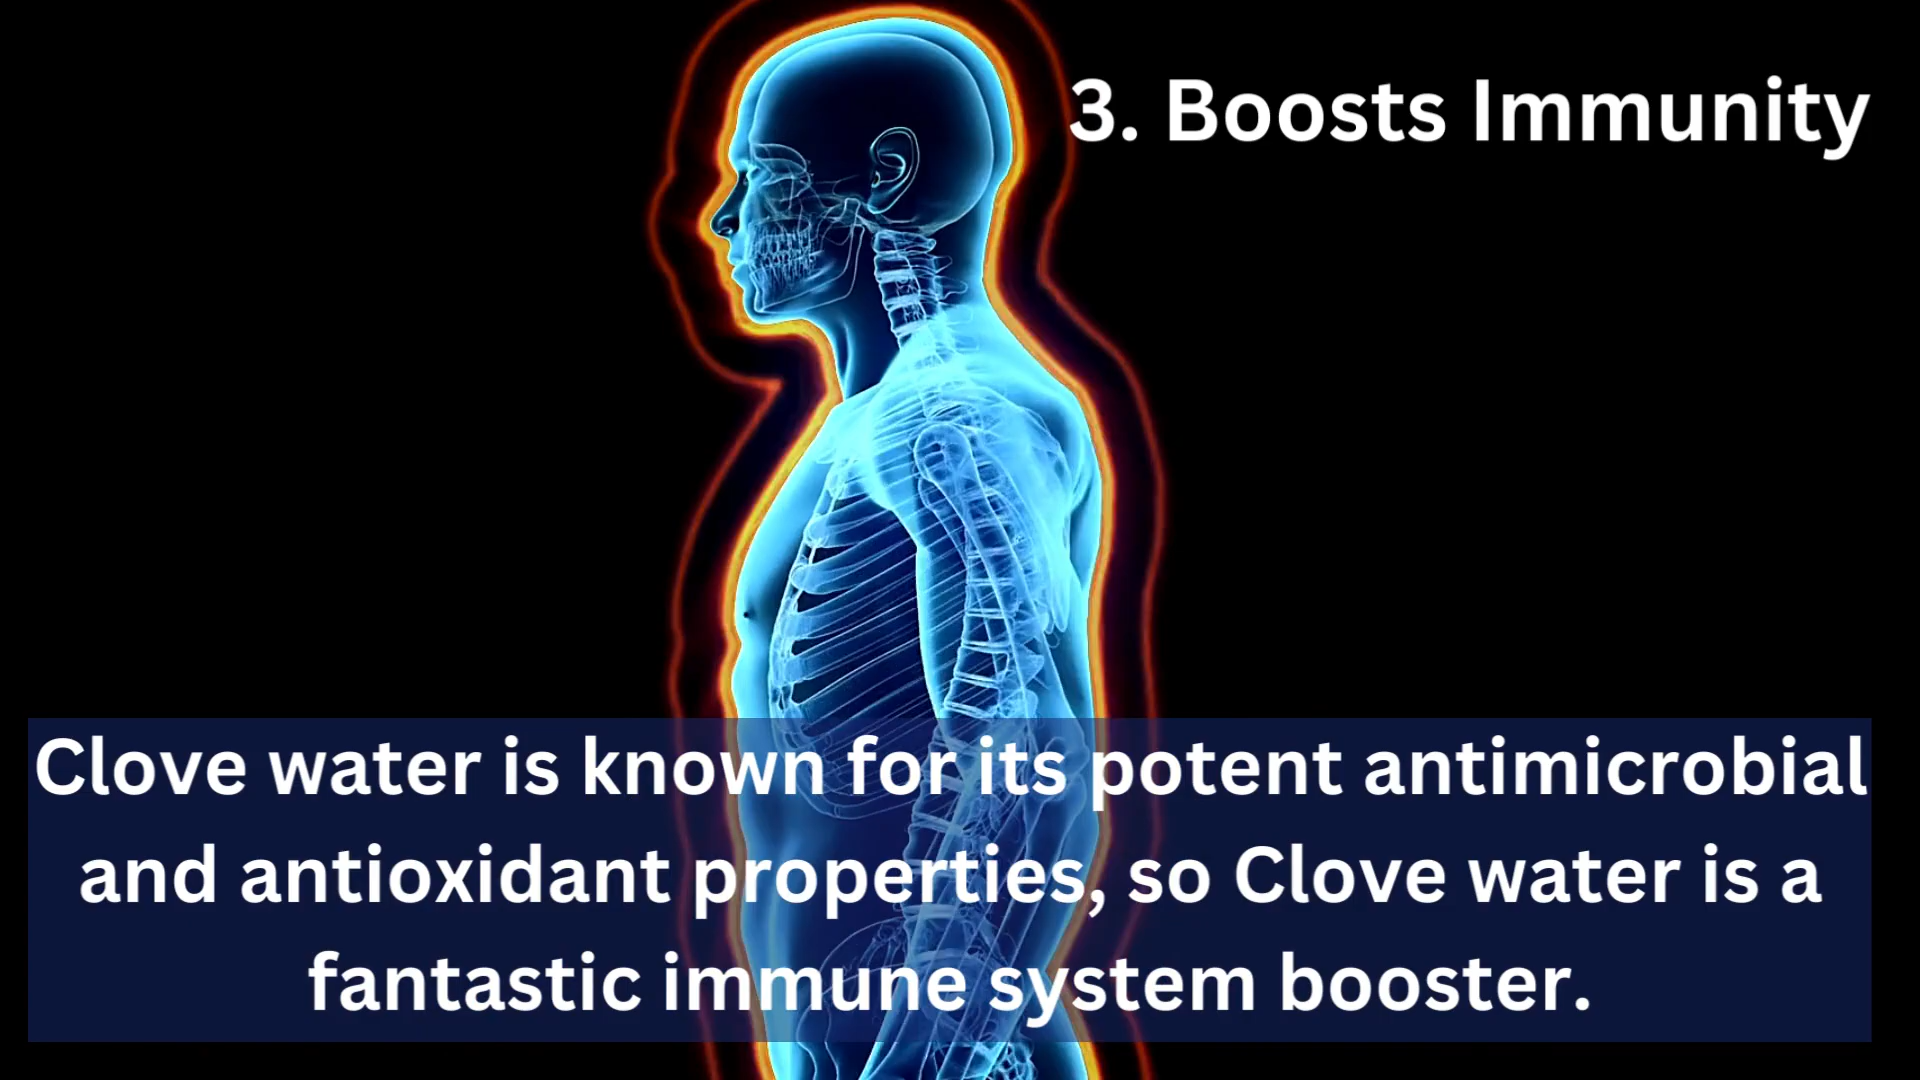 3. Boosts Immunity
Clove water is known for its potent antimicrobial
and antioxidant properties, so Clove water is a
fantastic immune system booster.